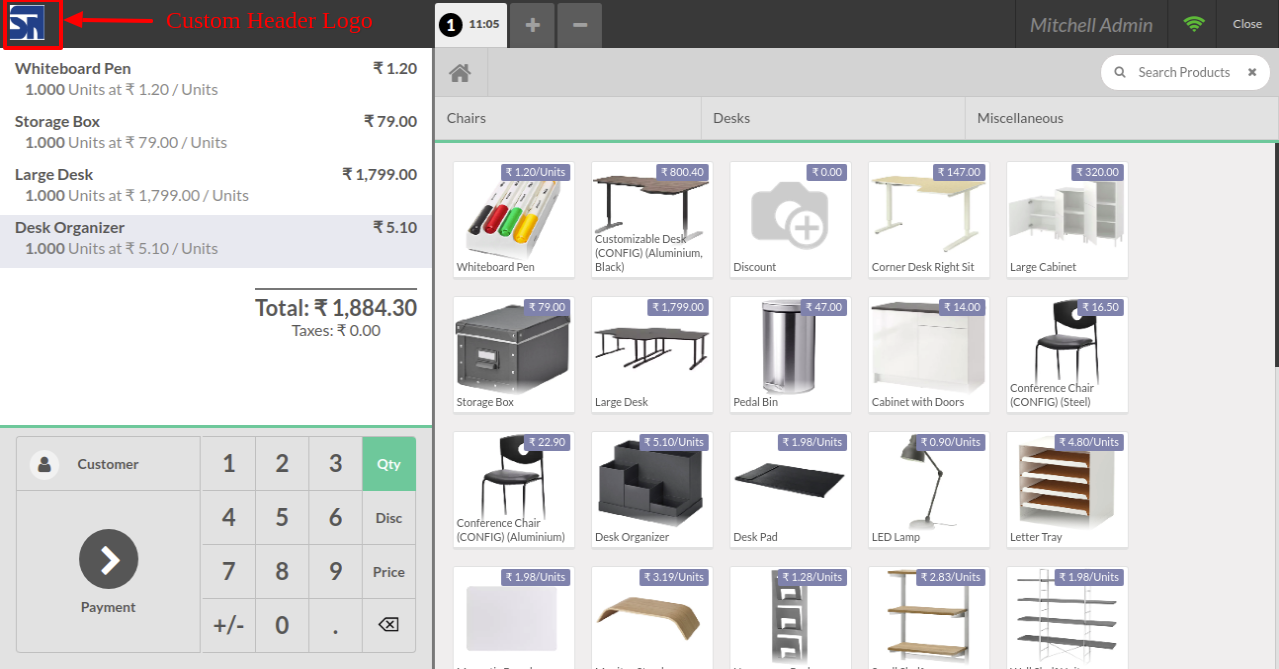 Custom Header Logo
1 11:05
Mitchell Admin
Close
Whiteboard Pen ₹ 1.20
1.000 Units at ₹ 1.20 / Units
Storage Box ₹ 79.00
1.000 Units at ₹ 79.00 / Units
Large Desk ₹ 1,799.00
1.000 Units at ₹ 1,799.00 / Units
Desk Organizer ₹ 5.10
1.000 Units at ₹ 5.10 / Units
Total: ₹ 1,884.30
Taxes: ₹ 0.00
Customer
Payment
1 2 3 Qty
4 5 6 Disc
7 8 9 Price
+/- 0 .
Search Products
Chairs Desks Miscellaneous
₹ 1.20/Units
Whiteboard Pen
₹ 800.40
Customizable Desk
(CONFIG) (Aluminium,
Black)
₹ 0.00
Discount
₹ 147.00
Corner Desk Right Sit
₹ 320.00
Large Cabinet
₹ 79.00
Storage Box
₹ 1,799.00
Large Desk
₹ 47.00
Pedal Bin
₹ 14.00
Cabinet with Doors
₹ 16.50
Conference Chair
(CONFIG) (Steel)
₹ 22.90
Conference Chair
(CONFIG) (Aluminium)
₹ 5.10/Units
Desk Organizer
₹ 1.98/Units
Desk Pad
₹ 0.90/Units
LED Lamp
₹ 4.80/Units
Letter Tray
₹ 1.98/Units
₹ 3.19/Units
₹ 1.28/Units
₹ 2.83/Units
₹ 1.98/Units